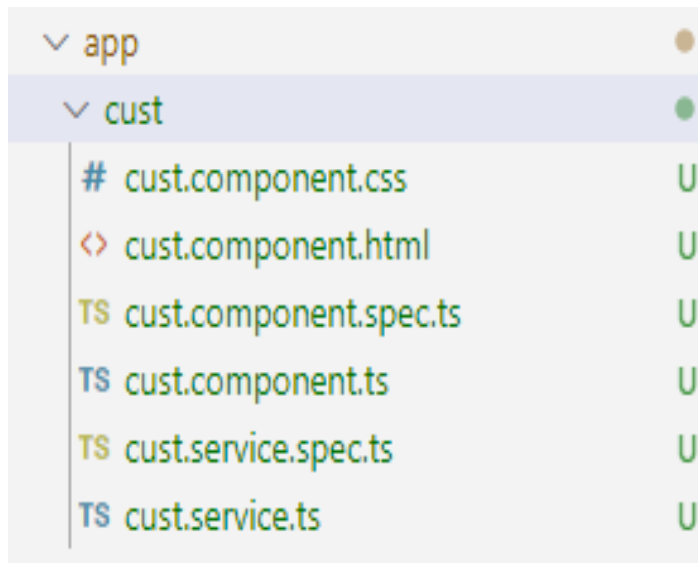 app
cust
# cust.component.css U
<> cust.component.html U
TS cust.component.spec.ts U
TS cust.component.ts U
TS cust.service.spec.ts U
TS cust.service.ts U